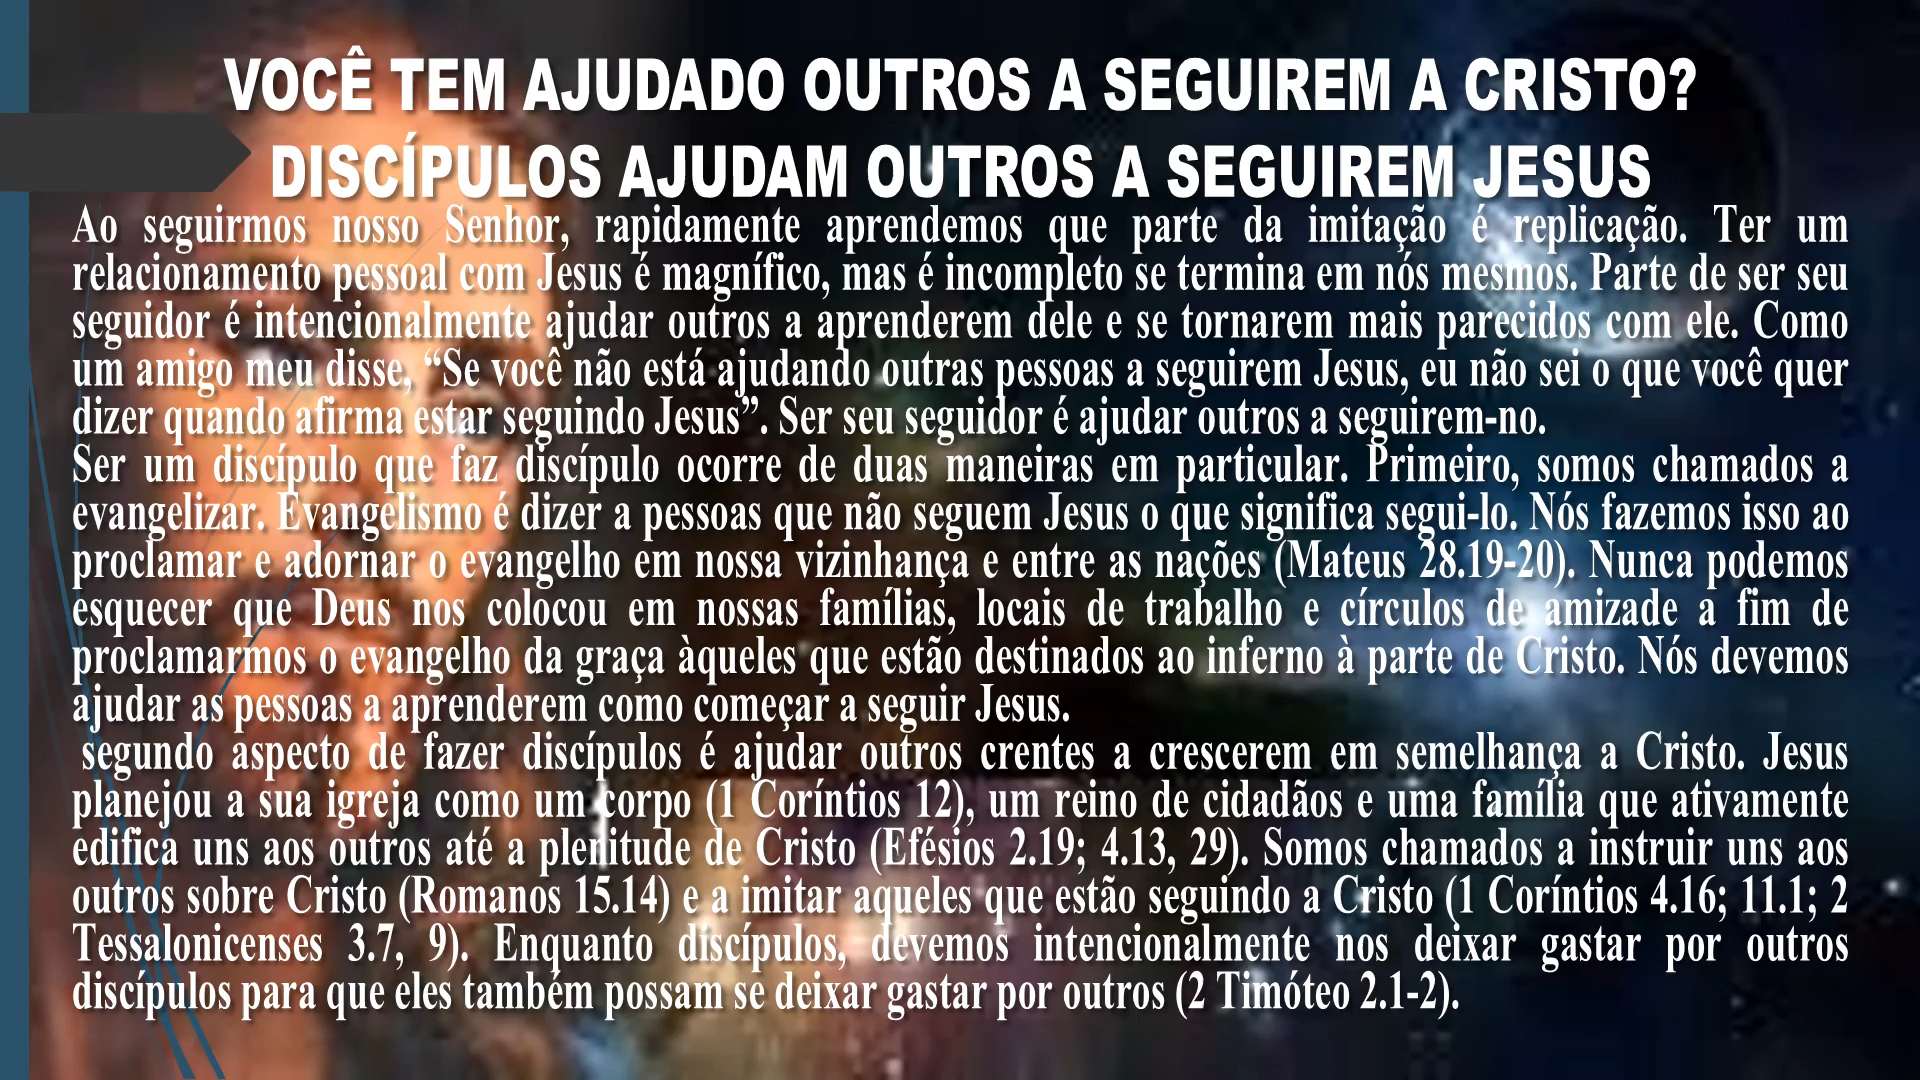 VOCÊ TEM AJUDADO OUTROS A SEGUIREM A CRISTO?
DISCÍPULOS AJUDAM OUTROS A SEGUIREM JESUS
Ao seguirmos nosso Senhor, rapidamente aprendemos que parte da imitação é replicação. Ter um
relacionamento pessoal com Jesus é magnífico, mas é incompleto se termina em nós mesmos. Parte de ser seu
seguidor é intencionalmente ajudar outros a aprenderem dele e se tornarem mais parecidos com ele. Como
um amigo meu disse, “Se você não está ajudando outras pessoas a seguirem Jesus, eu não sei o que você quer
dizer quando afirma estar seguindo Jesus”. Ser seu seguidor é ajudar outros a seguirem-no.
Ser um discípulo que faz discípulo ocorre de duas maneiras em particular. Primeiro, somos chamados a
evangelizar. Evangelismo é dizer a pessoas que não seguem Jesus o que significa segui-lo. Nós fazemos isso ao
proclamar e adornar o evangelho em nossa vizinhança e entre as nações (Mateus 28.19-20). Nunca podemos
esquecer que Deus nos colocou em nossas famílias, locais de trabalho e círculos de amizade a fim de
proclamarmos o evangelho da graça àqueles que estão destinados ao inferno à parte de Cristo. Nós devemos
ajudar as pessoas a aprenderem como começar a seguir Jesus.
segundo aspecto de fazer discípulos é ajudar outros crentes a crescerem em semelhança a Cristo. Jesus
planejou a sua igreja como um corpo (1 Coríntios 12), um reino de cidadãos e uma família que ativamente
edifica uns aos outros até a plenitude de Cristo (Efésios 2.19; 4.13, 29). Somos chamados a instruir uns aos
outros sobre Cristo (Romanos 15.14) e a imitar aqueles que estão seguindo a Cristo (1 Coríntios 4.16; 11.1; 2
Tessalonicenses 3.7, 9). Enquanto discípulos, devemos intencionalmente nos deixar gastar por outros
discípulos para que eles também possam se deixar gastar por outros (2 Timóteo 2.1-2).